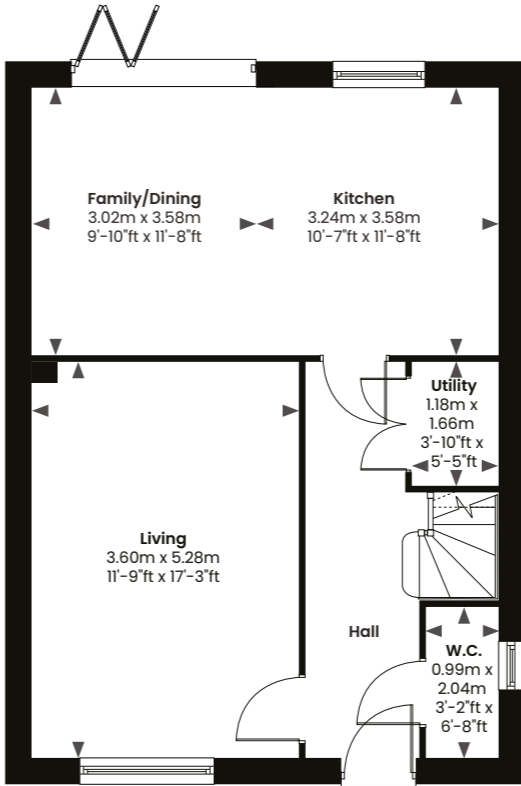 Family/Dining
3.02m x 3.58m
9'-10"ft x 11'-8"ft
Kitchen
3.24m x 3.58m
10'-7"ft x 11'-8"ft
Utility
1.18m x
1.66m
3'-10"ft x
5'-5"ft
Living
3.60m x 5.28m
11'-9"ft x 17'-3"ft
Hall
W.C.
0.99m x
2.04m
3'-2"ft x
6'-8"ft